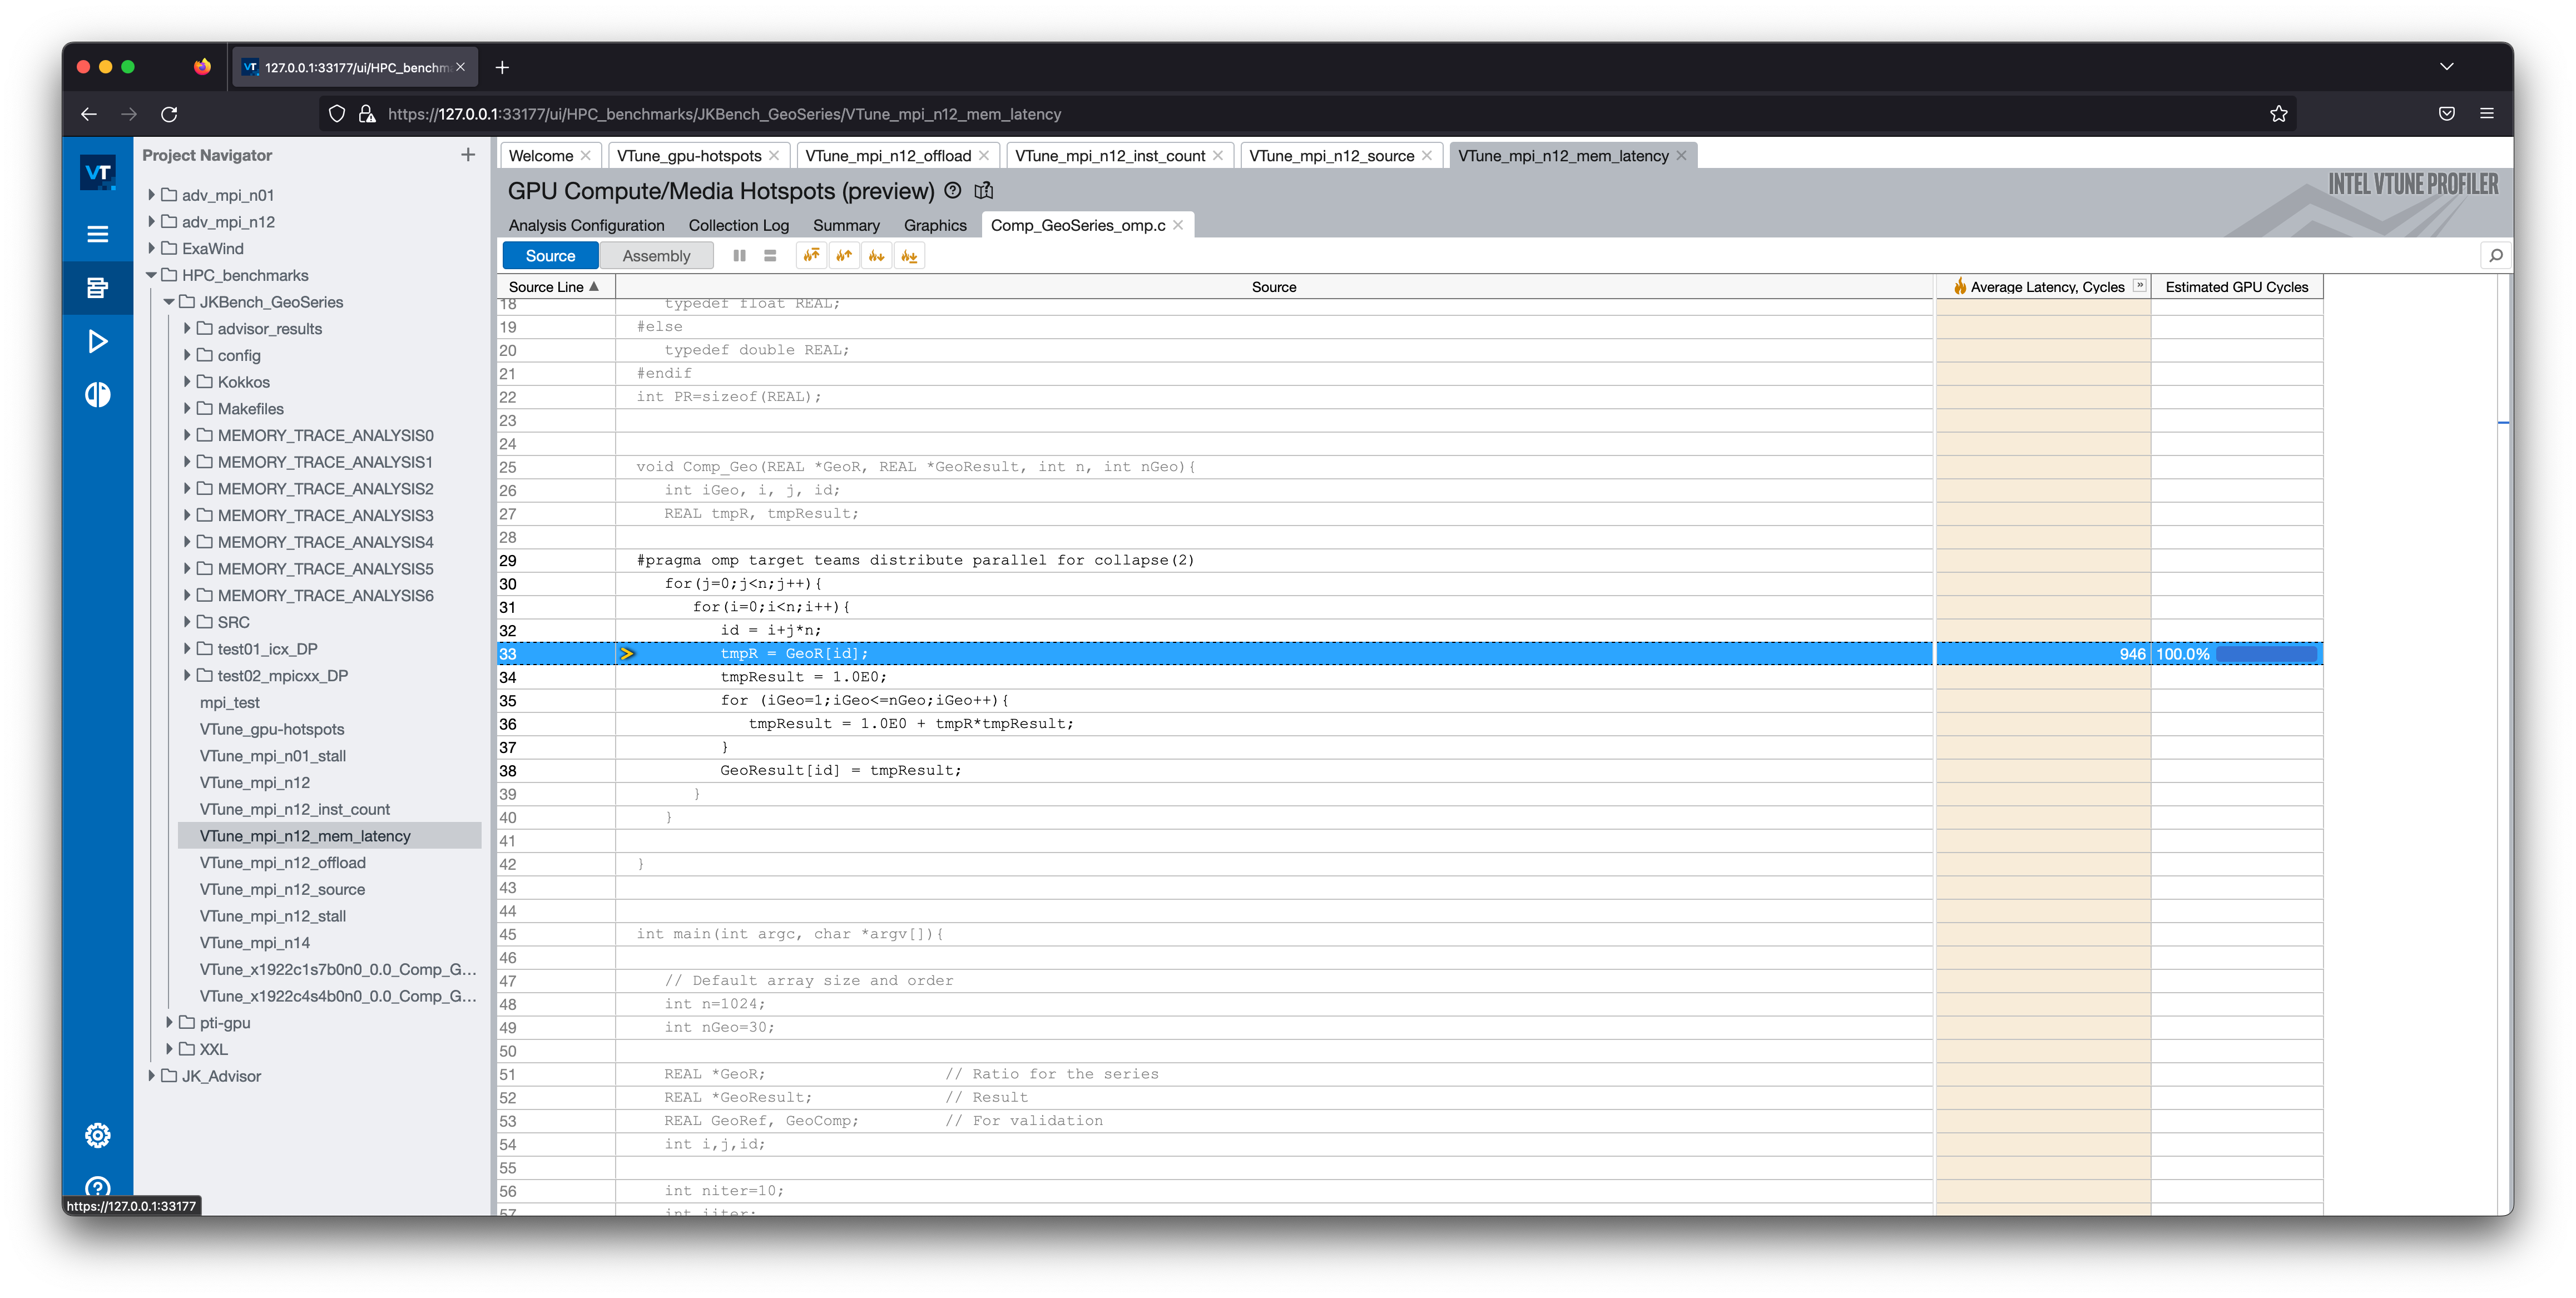 VT 127.0.0.1:33177/ui/HPC_benchm
https://127.0.0.1:33177/ui/HPC_benchmarks/JKBench_GeoSeries/VTune_mpi_n12_mem_latency
VT
Project Navigator
adv_mpi_n01
adv_mpi_n12
ExaWind
HPC_benchmarks
JKBench_GeoSeries
advisor_results
config
Kokkos
Makefiles
MEMORY_TRACE_ANALYSIS0
MEMORY_TRACE_ANALYSIS1
MEMORY_TRACE_ANALYSIS2
MEMORY_TRACE_ANALYSIS3
MEMORY_TRACE_ANALYSIS4
MEMORY_TRACE_ANALYSIS5
MEMORY_TRACE_ANALYSIS6
SRC
test01_icx_DP
test02_mpicxx_DP
mpi_test
VTune_gpu-hotspots
VTune_mpi_n01_stall
VTune_mpi_n12
VTune_mpi_n12_inst_count
VTune_mpi_n12_mem_latency
VTune_mpi_n12_offload
VTune_mpi_n12_source
VTune_mpi_n12_stall
VTune_mpi_n14
VTune_x1922c1s7b0n0_0.0_Comp_G...
VTune_x1922c4s4b0n0_0.0_Comp_G...
pti-gpu
XXL
JK_Advisor
https://127.0.0.1:33177
Welcome VTune_gpu-hotspots VTune_mpi_n12_offload VTune_mpi_n12_inst_count VTune_mpi_n12_source VTune_mpi_n12_mem_latency
GPU Compute/Media Hotspots (preview)
INTEL VTUNE PROFILER
Analysis Configuration Collection Log Summary Graphics Comp_GeoSeries_omp.c
Source Assembly
Source Line Source Average Latency, Cycles Estimated GPU Cycles
18 typedef float REAL;
19 #else
20 typedef double REAL;
21 #endif
22 int PR=sizeof(REAL);
23
24
25 void Comp_Geo(REAL *GeoR, REAL *GeoResult, int n, int nGeo){
26 int iGeo, i, j, id;
27 REAL tmpR, tmpResult;
28
29 #pragma omp target teams distribute parallel for collapse(2)
30 for(j=0;j<n;j++){
31 for(i=0;i<n;i++){
32 id = i+j*n;
33 tmpR = GeoR[id]; 946 100.0%
34 tmpResult = 1.0E0;
35 for (iGeo=1;iGeo<=nGeo;iGeo++){
36 tmpResult = 1.0E0 + tmpR*tmpResult;
37 }
38 GeoResult[id] = tmpResult;
39 }
40 }
41
42 }
43
44
45 int main(int argc, char *argv[]){
46
47 // Default array size and order
48 int n=1024;
49 int nGeo=30;
50
51 REAL *GeoR; // Ratio for the series
52 REAL *GeoResult; // Result
53 REAL GeoRef, GeoComp; // For validation
54 int i,j,id;
55
56 int niter=10;
57 int iiter;